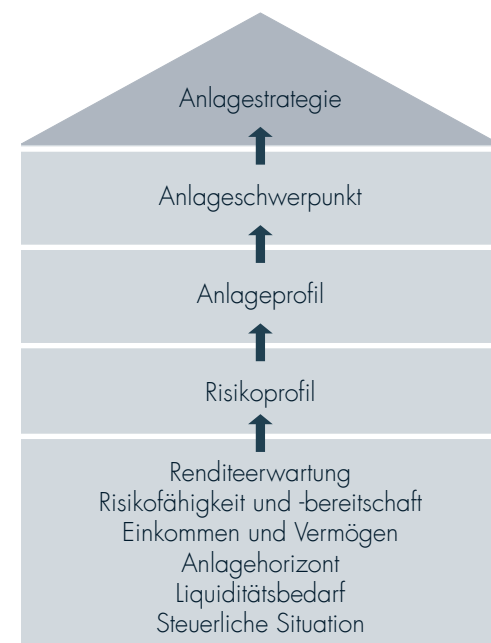 Anlagestrategie
Anlageschwerpunkt
Anlageprofil
Risikoprofil
Renditeerwartung
Risikofähigkeit und -bereitschaft
Einkommen und Vermögen
Anlagehorizont
Liquiditätsbedarf
Steuerliche Situation